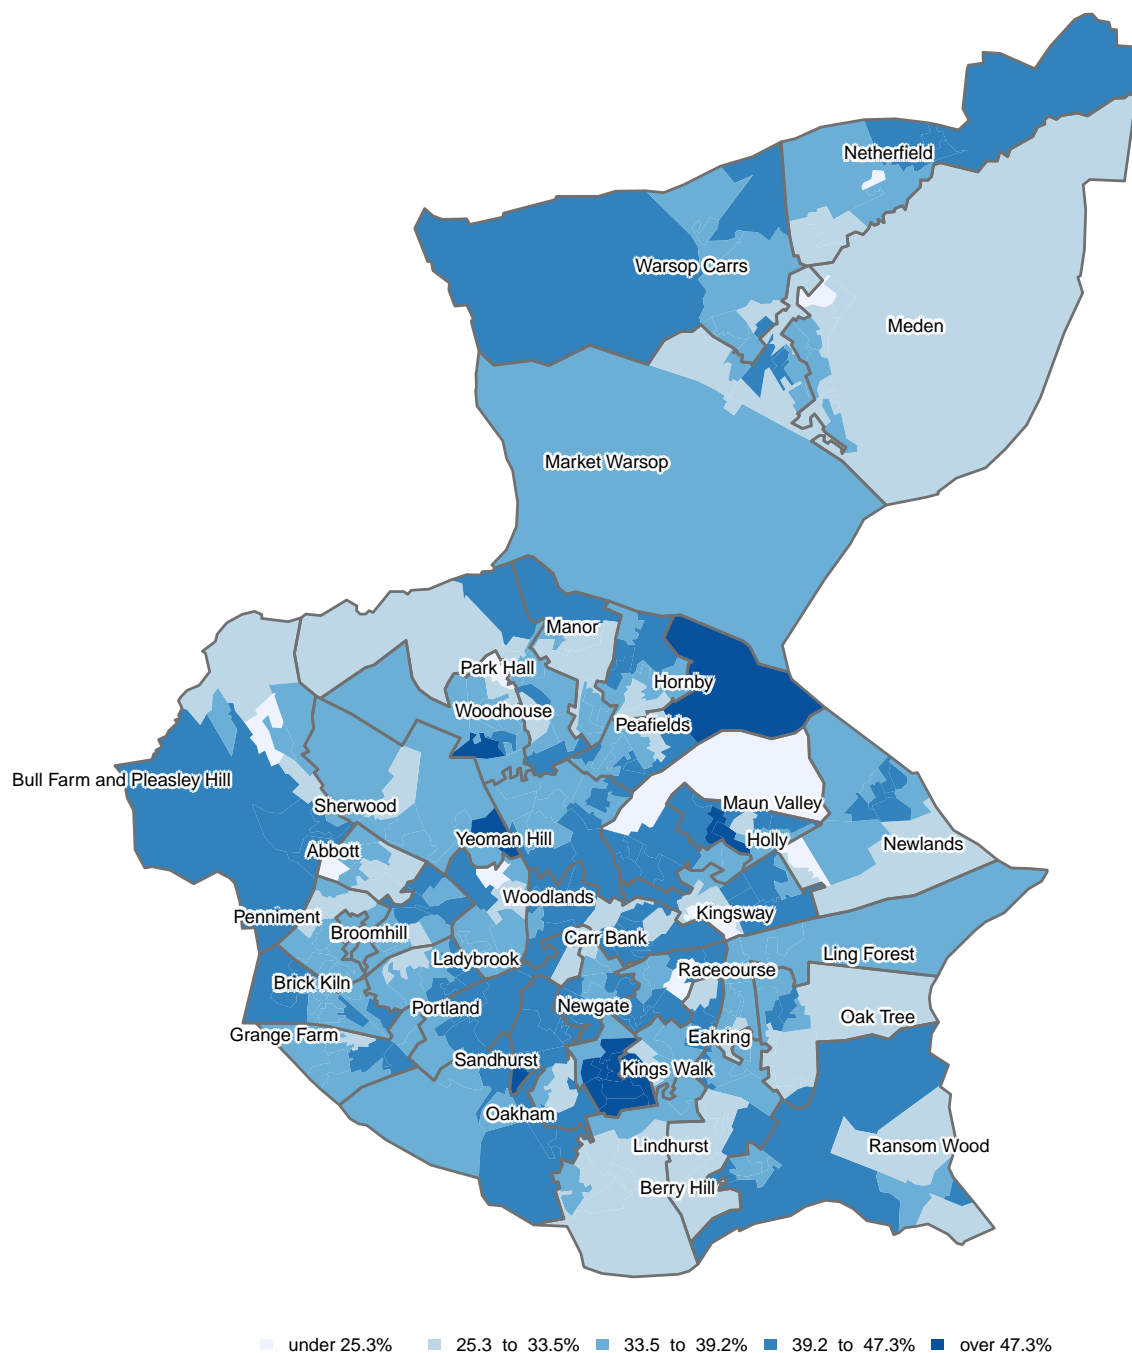 Netherfield
Warsop Carrs
Meden
Market Warsop
Manor
Park Hall
Hornby
Woodhouse
Peafields
Bull Farm and Pleasley Hill
Sherwood
Maun Valley
Yeoman Hill
Holly
Newlands
Abbott
Woodlands
Penniment
Kingsway
Broomhill
Carr Bank
Ling Forest
Ladybrook
Racecourse
Brick Kiln
Portland
Newgate
Oak Tree
Grange Farm
Eakring
Sandhurst
Kings Walk
Oakham
Lindhurst
Ransom Wood
Berry Hill
under 25.3% 25.3 to 33.5% 33.5 to 39.2% 39.2 to 47.3% over 47.3%